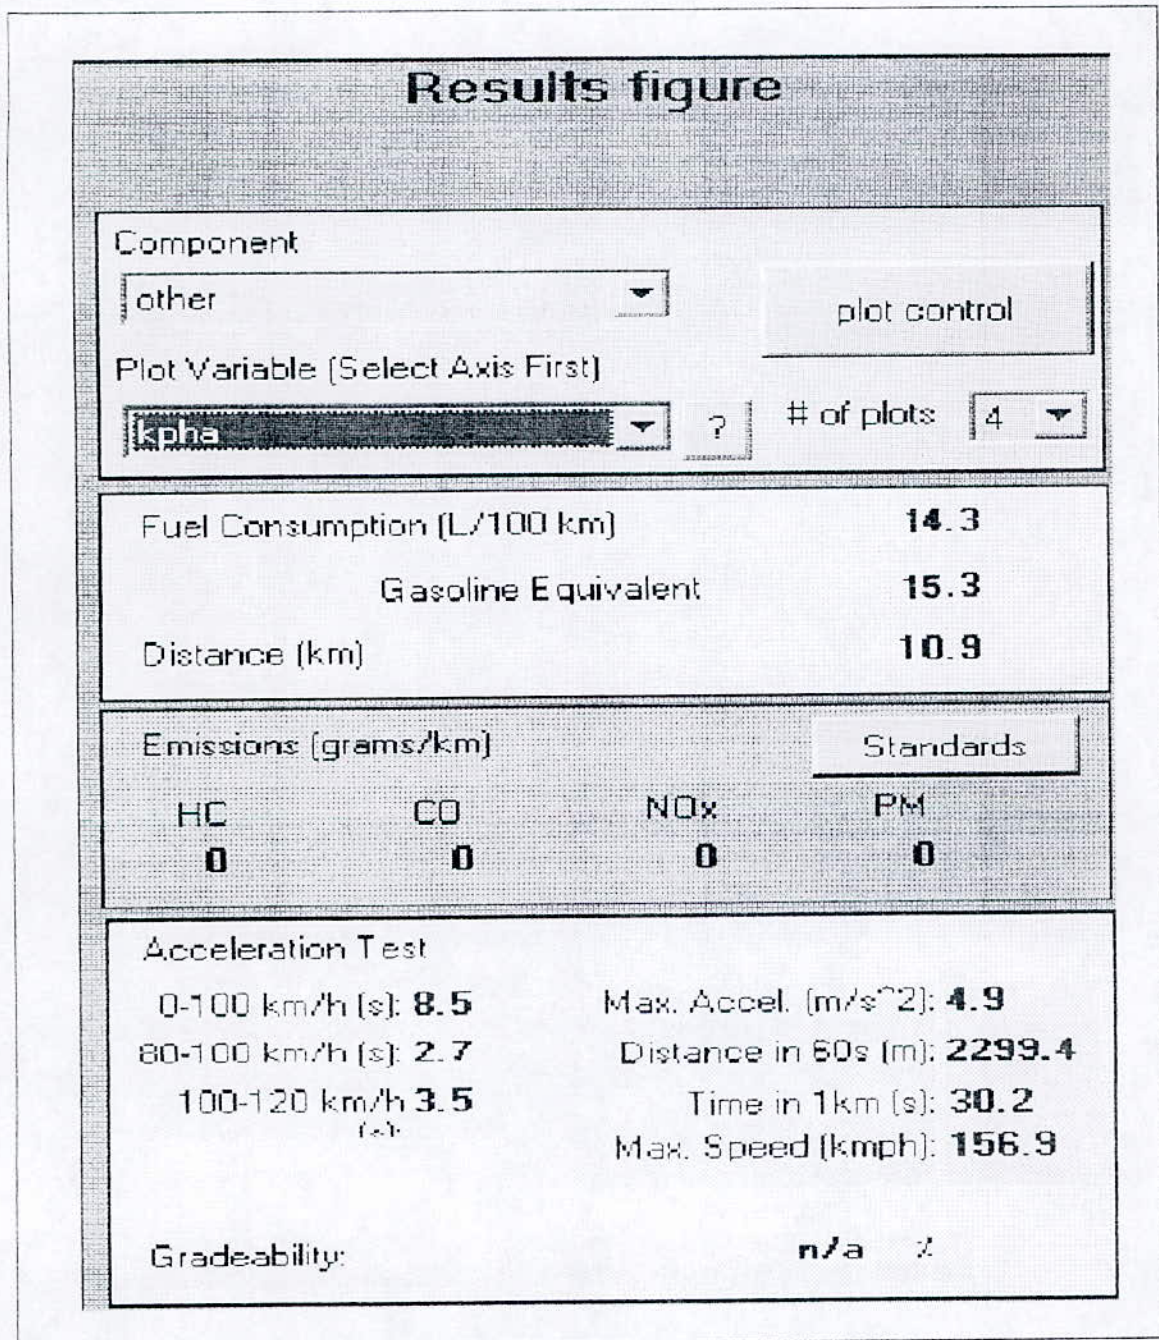 Results figure
Component
other
plot control
Plot Variable (Select Axis First)
kpha
?
# of plots
4
Fuel Consumption (L/100 km) 14.3
Gasoline Equivalent 15.3
Distance (km) 10.9
Emissions (grams/km)
Standards
HC CO NOx PM
0 0 0 0
Acceleration Test
0-100 km/h (s): 8.5
80-100 km/h (s): 2.7
100-120 km/h 3.5
(s):
Max. Accel. (m/s^2): 4.9
Distance in 60s (m): 2299.4
Time in 1km (s): 30.2
Max. Speed (kmph): 156.9
Gradeability: n/a %